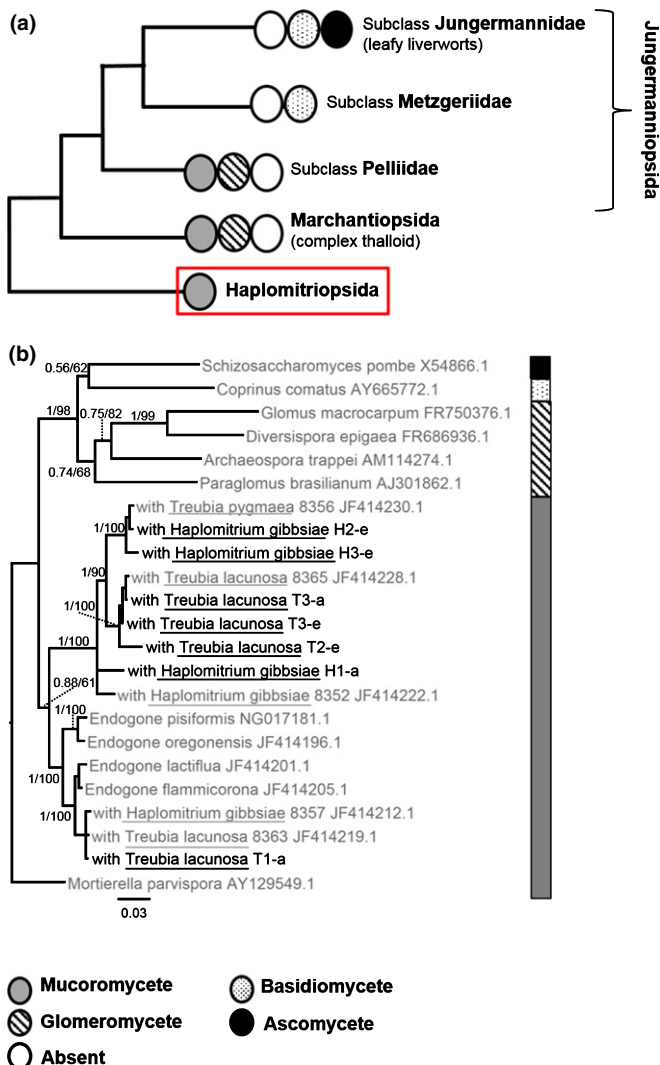 (a)
Subclass Jungermannidae
(leafy liverworts)
Subclass Metzgeriidae
Subclass Pelliidae
Marchantiopsida
(complex thalloid)
Haplomitriopsida
Jungermanniopsida
(b)
0.56/62
Schizosaccharomyces pombe X54866.1
Coprinus comatus AY665772.1
1/98
0.75/82
1/99
Glomus macrocarpum FR750376.1
Diversispora epigaea FR686936.1
Archaeospora trappei AM114274.1
0.74/68
Paraglomus brasilianum AJ301862.1
with Treubia pygmaea 8356 JF414230.1
1/100
with Haplomitrium gibbsiae H2-e
with Haplomitrium gibbsiae H3-e
1/90
with Treubia lacunosa 8365 JF414228.1
with Treubia lacunosa T3-a
1/100
with Treubia lacunosa T3-e
1/100
with Treubia lacunosa T2-e
with Haplomitrium gibbsiae H1-a
0.88/61
with Haplomitrium gibbsiae 8352 JF414222.1
1/100
Endogone pisiformis NG017181.1
Endogone oregonensis JF414196.1
1/100
Endogone lactiflua JF414201.1
Endogone flammicorona JF414205.1
1/100
with Haplomitrium gibbsiae 8357 JF414212.1
with Treubia lacunosa 8363 JF414219.1
with Treubia lacunosa T1-a
Mortierella parvispora AY129549.1
0.03
Mucoromycete
Basidiomycete
Glomeromycete
Ascomycete
Absent